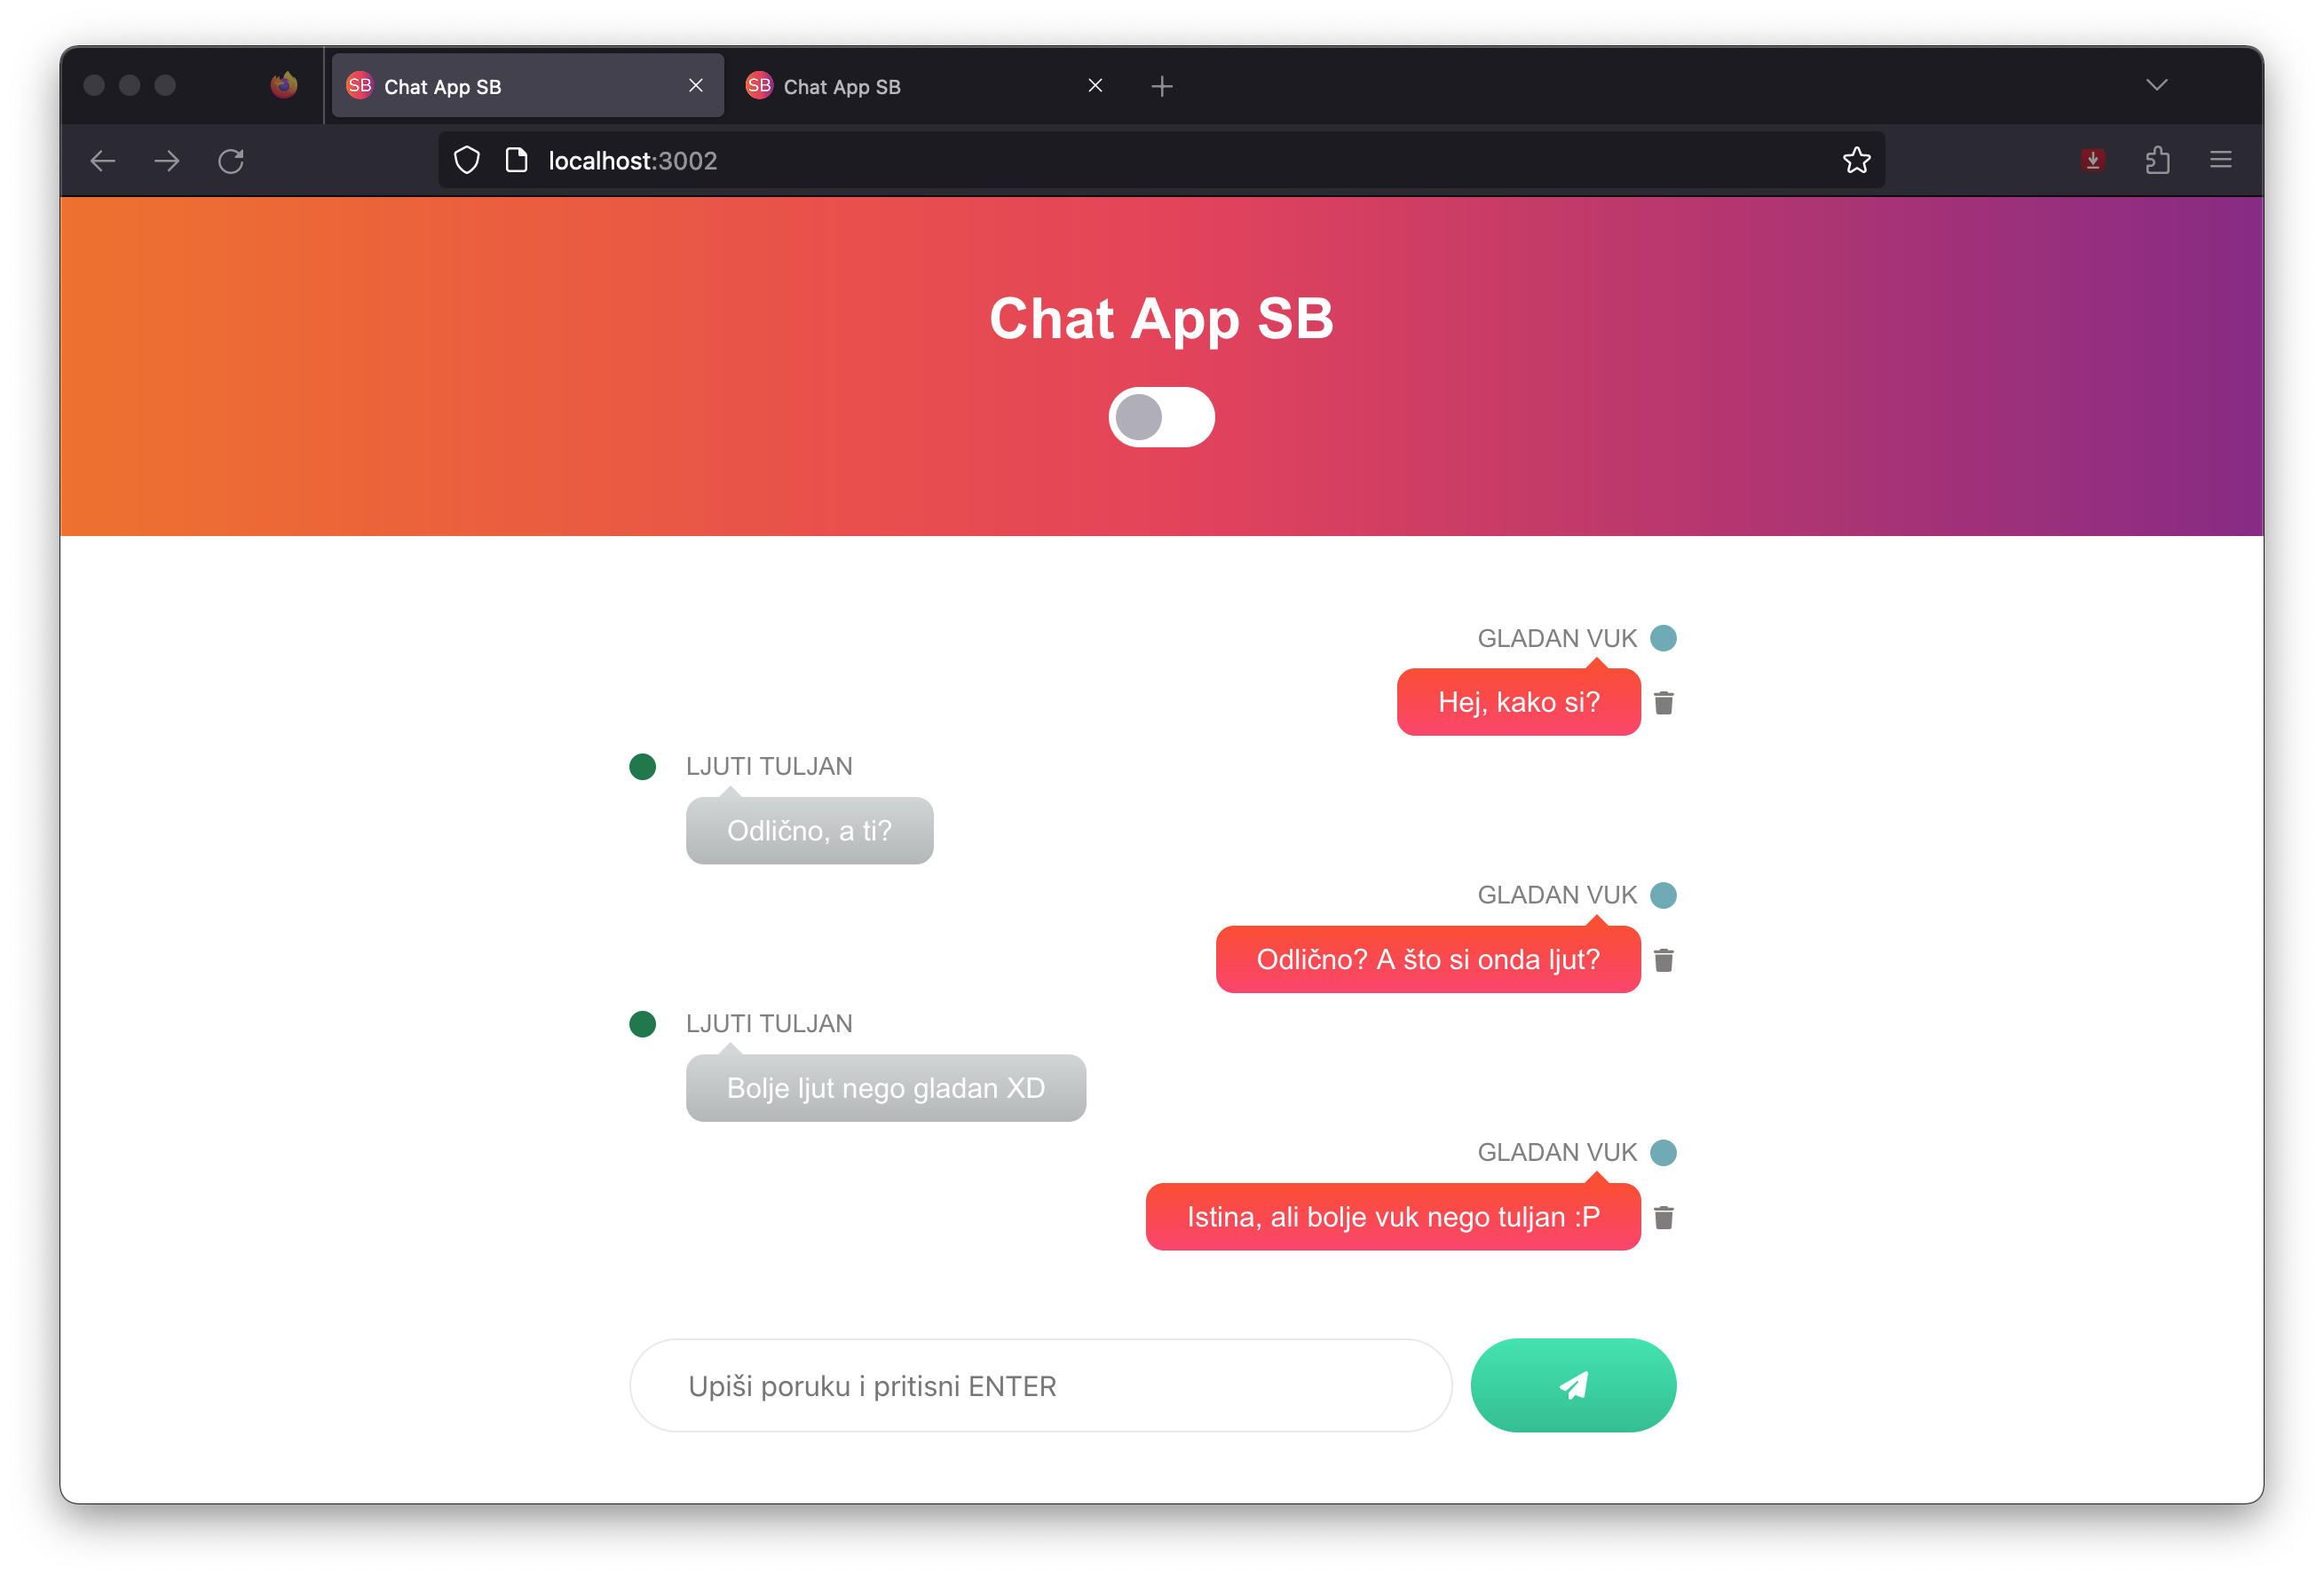 SB Chat App SB
SB Chat App SB
localhost:3002
Chat App SB
GLADAN VUK
Hej, kako si?
LJUTI TULJAN
Odlično, a ti?
GLADAN VUK
Odlično? A što si onda ljut?
LJUTI TULJAN
Bolje ljut nego gladan XD
GLADAN VUK
Istina, ali bolje vuk nego tuljan :P
Upiši poruku i pritisni ENTER